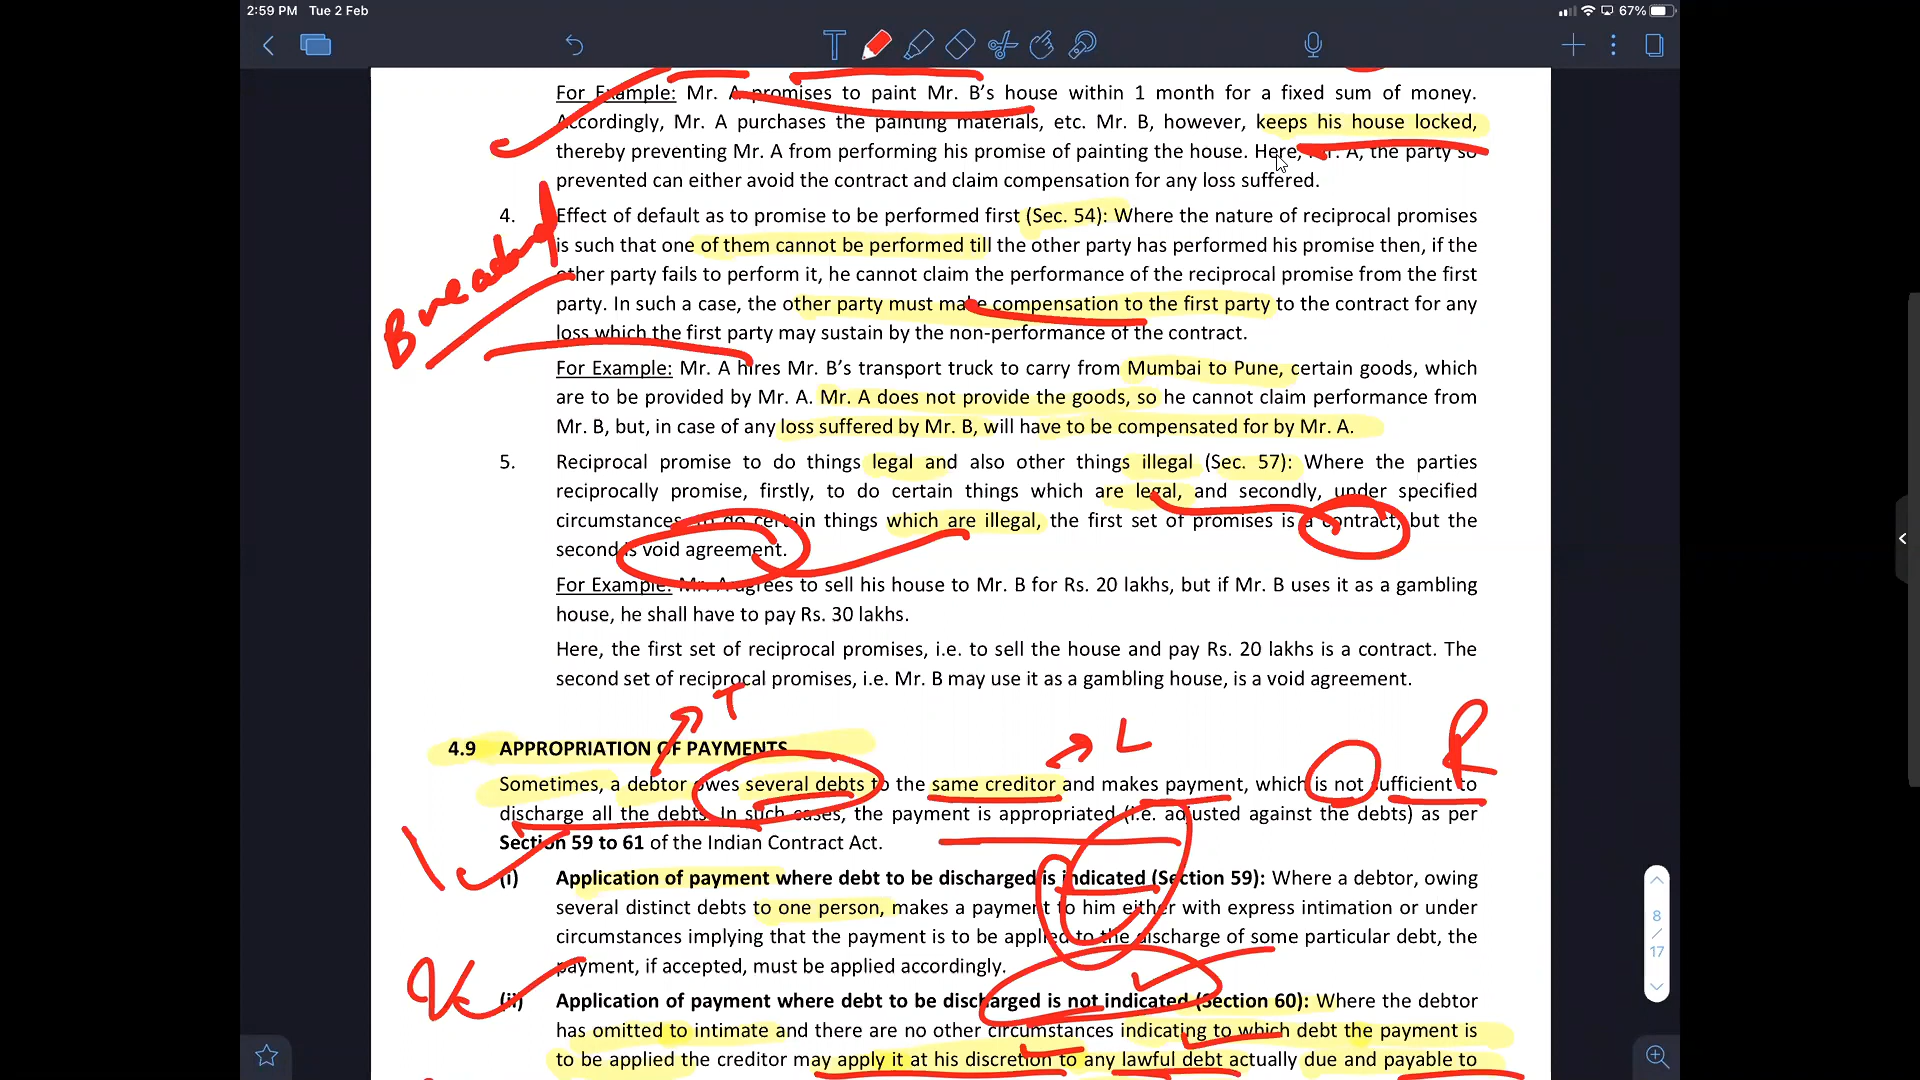 2:59 PM Tue 2 Feb
67%
For Example: Mr. A promises to paint Mr. B's house within 1 month for a fixed sum of money.
Accordingly, Mr. A purchases the painting materials, etc. Mr. B, however, keeps his house locked,
thereby preventing Mr. A from performing his promise of painting the house. Here, Mr. A, the party so
prevented can either avoid the contract and claim compensation for any loss suffered.
4. Effect of default as to promise to be performed first (Sec. 54): Where the nature of reciprocal promises
is such that one of them cannot be performed till the other party has performed his promise then, if the
other party fails to perform it, he cannot claim the performance of the reciprocal promise from the first
party. In such a case, the other party must make compensation to the first party to the contract for any
loss which the first party may sustain by the non-performance of the contract.
For Example: Mr. A hires Mr. B's transport truck to carry from Mumbai to Pune, certain goods, which
are to be provided by Mr. A. Mr. A does not provide the goods, so he cannot claim performance from
Mr. B, but, in case of any loss suffered by Mr. B, will have to be compensated for by Mr. A.
5. Reciprocal promise to do things legal and also other things illegal (Sec. 57): Where the parties
reciprocally promise, firstly, to do certain things which are legal, and secondly, under specified
circumstances to do certain things which are illegal, the first set of promises is a contract, but the
second is void agreement.
For Example: Mr. A agrees to sell his house to Mr. B for Rs. 20 lakhs, but if Mr. B uses it as a gambling
house, he shall have to pay Rs. 30 lakhs.
Here, the first set of reciprocal promises, i.e. to sell the house and pay Rs. 20 lakhs is a contract. The
second set of reciprocal promises, i.e. Mr. B may use it as a gambling house, is a void agreement.
T
L
R
4.9 APPROPRIATION OF PAYMENTS
Sometimes, a debtor owes several debts to the same creditor and makes payment, which is not sufficient to
discharge all the debts. In such cases, the payment is appropriated (i.e. adjusted against the debts) as per
Section 59 to 61 of the Indian Contract Act.
(i) Application of payment where debt to be discharged is indicated (Section 59): Where a debtor, owing
several distinct debts to one person, makes a payment to him either with express intimation or under
circumstances implying that the payment is to be applied to the discharge of some particular debt, the
payment, if accepted, must be applied accordingly.
(ii) Application of payment where debt to be discharged is not indicated (Section 60): Where the debtor
has omitted to intimate and there are no other circumstances indicating to which debt the payment is
to be applied the creditor may apply it at his discretion to any lawful debt actually due and payable to
8
/
17